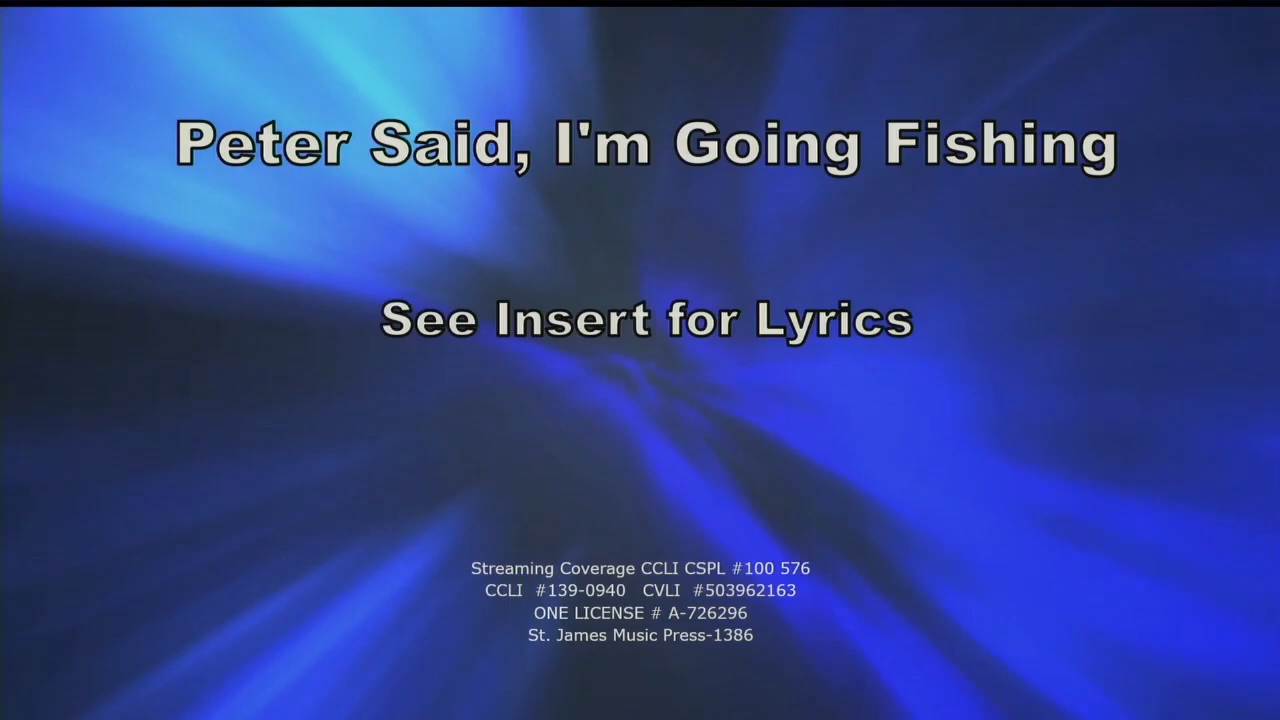 Peter Said, I'm Going Fishing
See Insert for Lyrics
Streaming Coverage CCLI CSPL #100 576
CCLI #139-0940 CVLI #503962163
ONE LICENSE # A-726296
St. James Music Press-1386